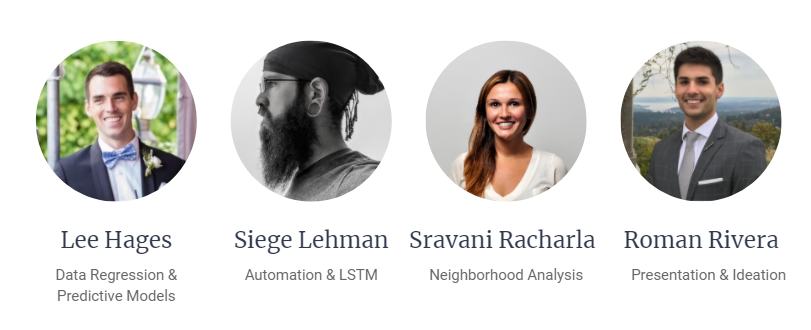 Lee Hages
Siege Lehman
Sravani Racharla
Roman Rivera
Data Regression &
Predictive Models
Automation & LSTM
Neighborhood Analysis
Presentation & Ideation